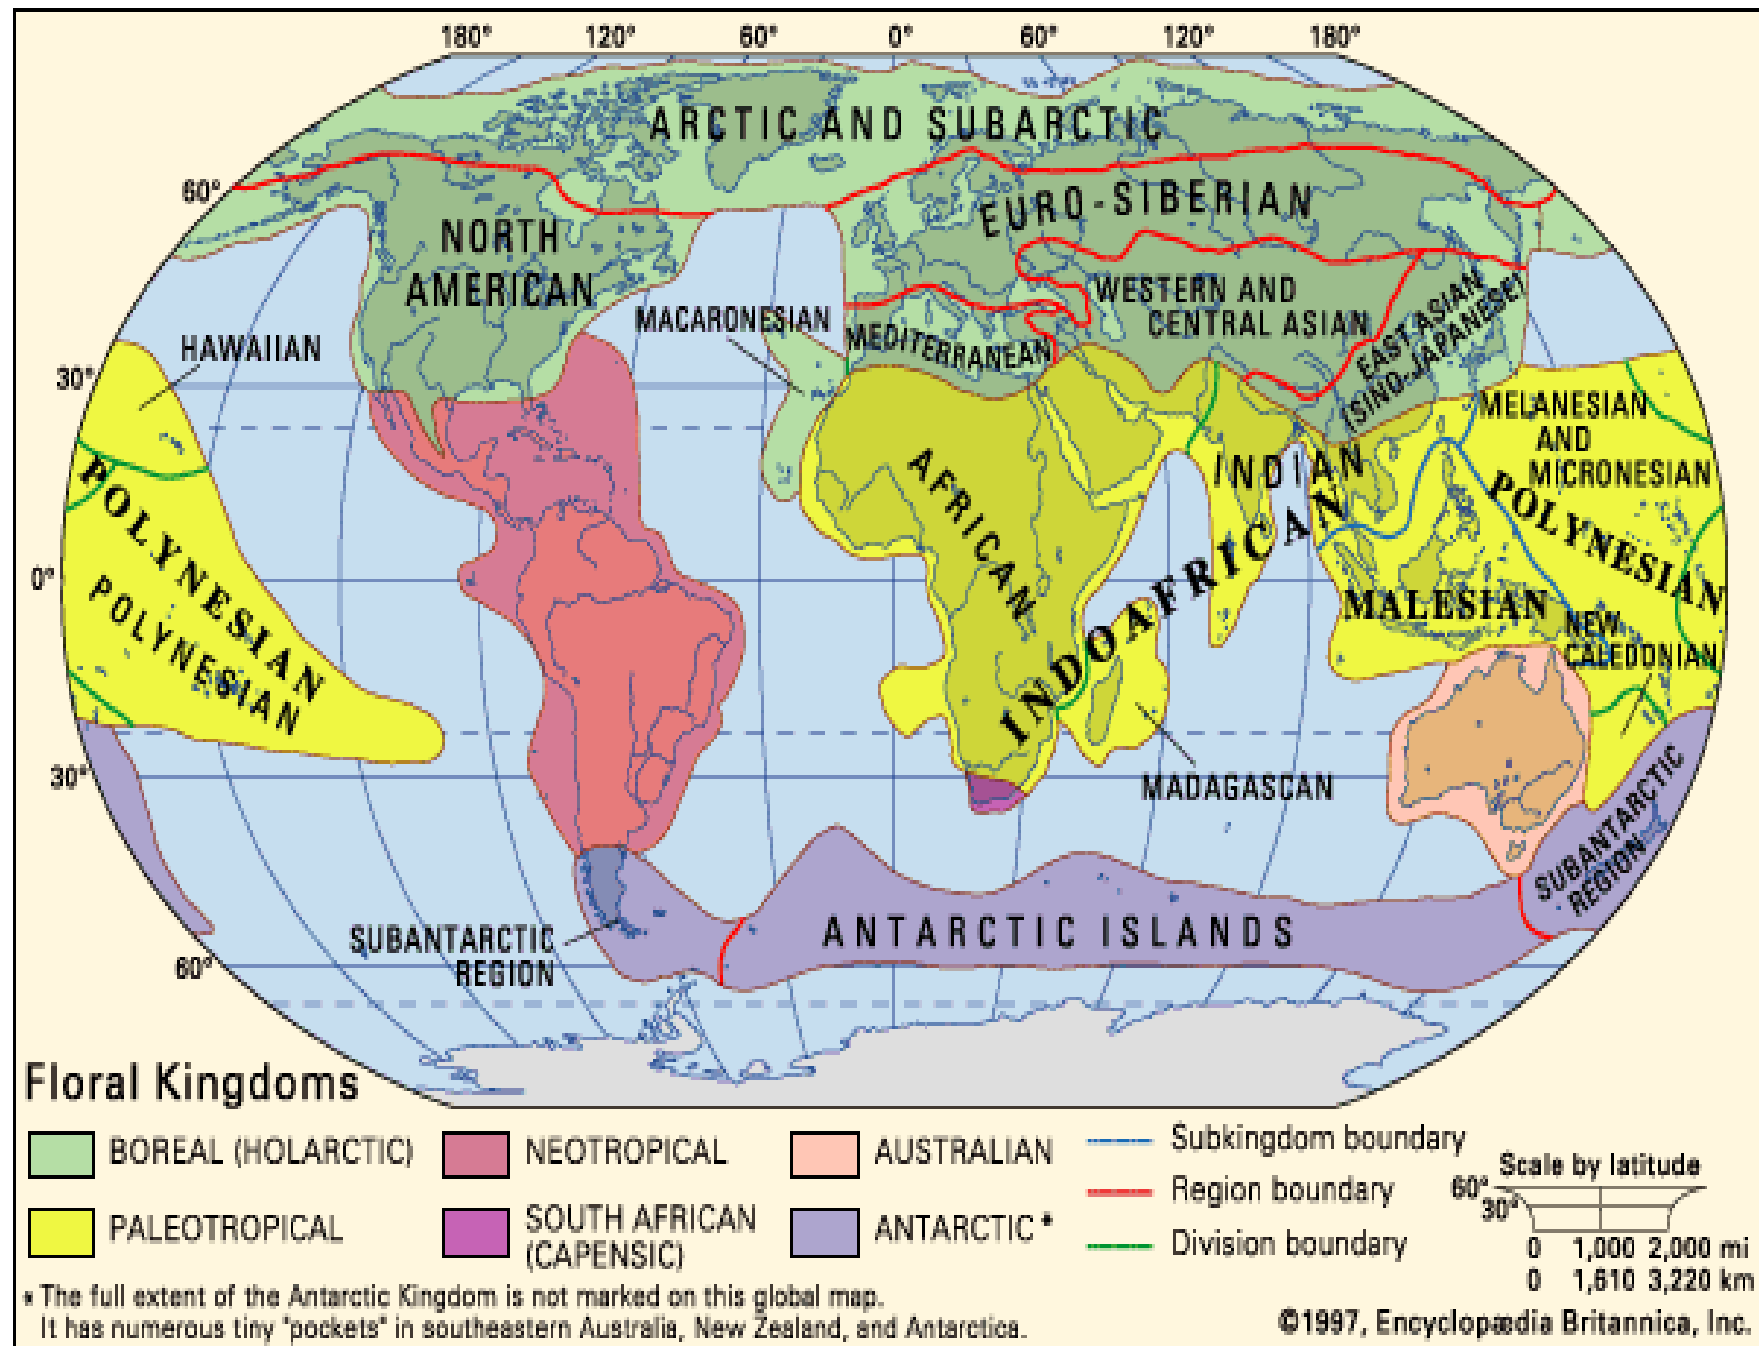 180° 120° 60° 0° 60° 120° 180°
ARCTIC AND SUBARCTIC
60°
EURO-SIBERIAN
NORTH
AMERICAN
WESTERN AND
CENTRAL ASIAN
EAST ASIAN
(SINO-JAPANESE)
MACARONESIAN
MEDITERRANEAN
HAWAIIAN
30°
MELANESIAN
AND
MICRONESIAN
AFRICAN
INDIAN
POLYNESIAN
POLYNESIAN
INDOAFRICAN
0°
POLYNESIAN
MALESIAN
NEW
CALEDONIAN
30°
MADAGASCAN
SUBANTARCTIC
REGION
ANTARCTIC ISLANDS
SUBANTARCTIC
REGION
60°
Floral Kingdoms
BOREAL (HOLARCTIC)
NEOTROPICAL
AUSTRALIAN
PALEOTROPICAL
SOUTH AFRICAN
(CAPENSIC)
ANTARCTIC *
Subkingdom boundary
Region boundary
Division boundary
Scale by latitude
60°
30°
0 1,000 2,000 mi
0 1,610 3,220 km
* The full extent of the Antarctic Kingdom is not marked on this global map.
It has numerous tiny "pockets" in southeastern Australia, New Zealand, and Antarctica.
©1997, Encyclopædia Britannica, Inc.